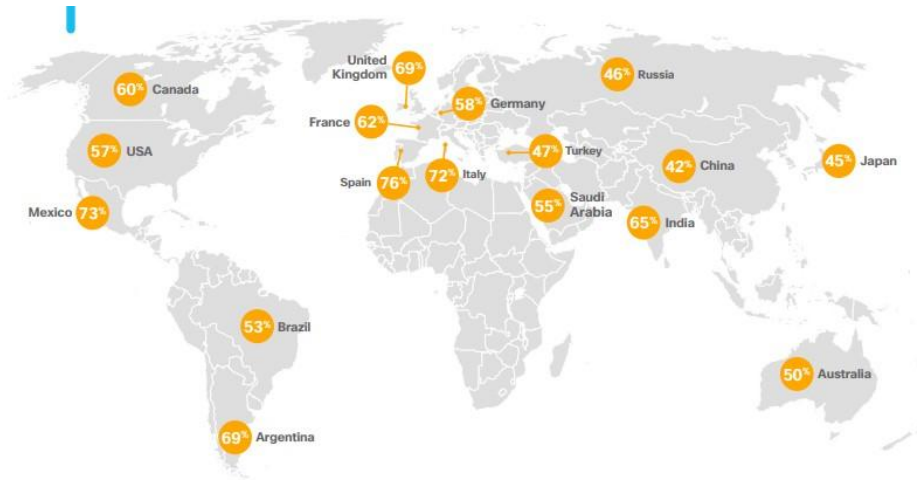 United
Kingdom
69%
46% Russia
60% Canada
58% Germany
France 62%
57% USA
47% Turkey
45% Japan
42% China
Spain 76%
72% Italy
55% Saudi
Arabia
Mexico 73%
65% India
53% Brazil
50% Australia
69% Argentina